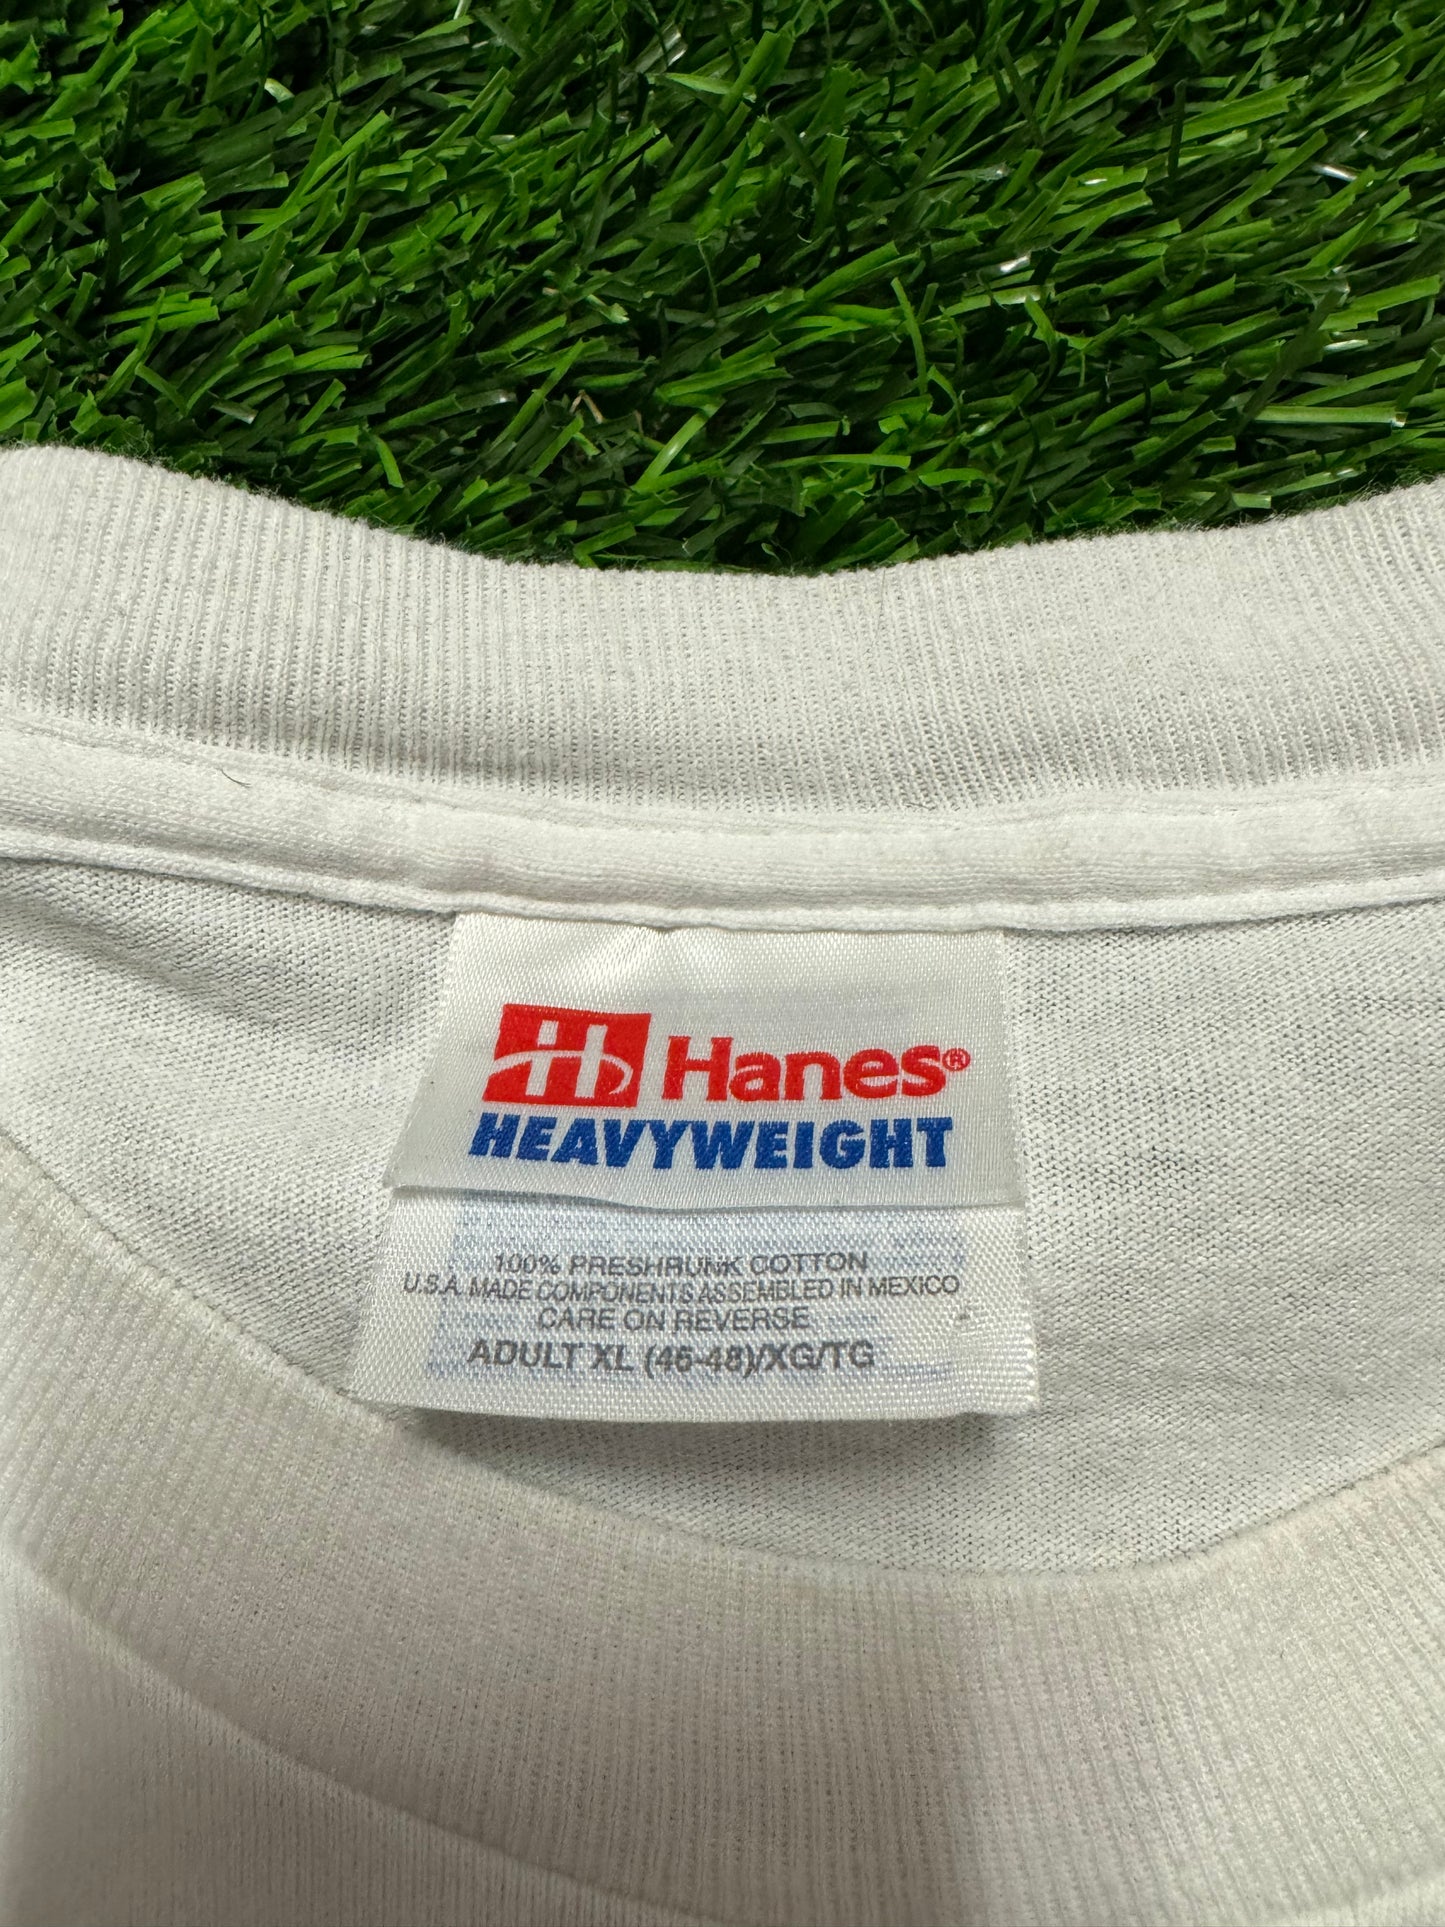 H Hanes®
HEAVYWEIGHT
100% PRESHRUNK COTTON
U.S.A. MADE COMPONENTS ASSEMBLED IN MEXICO
CARE ON REVERSE
ADULT XL (46-48)/XG/TG